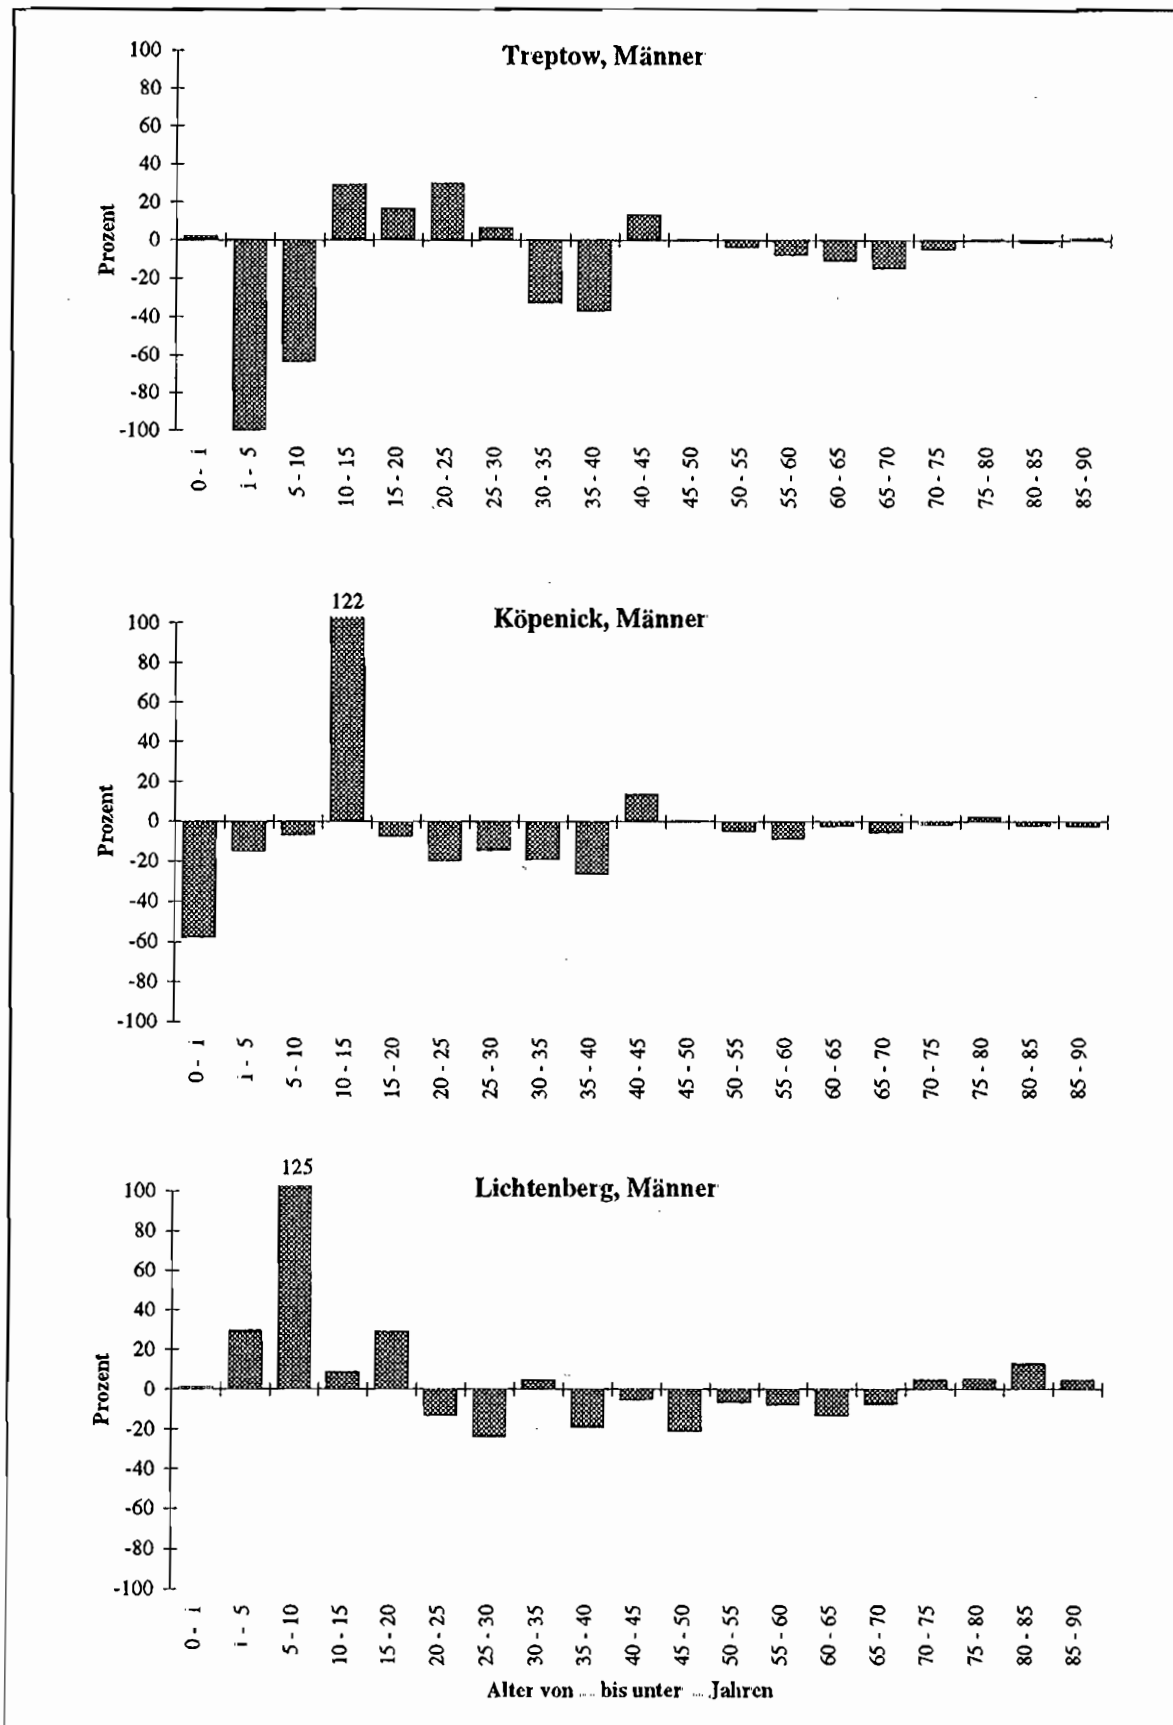 Treptow, Männer
100
80
60
40
20
0
-20
-40
-60
-80
-100
Prozent
0 - i
i - 5
5 - 10
10 - 15
15 - 20
20 - 25
25 - 30
30 - 35
35 - 40
40 - 45
45 - 50
50 - 55
55 - 60
60 - 65
65 - 70
70 - 75
75 - 80
80 - 85
85 - 90
122
Köpenick, Männer
100
80
60
40
20
0
-20
-40
-60
-80
-100
Prozent
0 - i
i - 5
5 - 10
10 - 15
15 - 20
20 - 25
25 - 30
30 - 35
35 - 40
40 - 45
45 - 50
50 - 55
55 - 60
60 - 65
65 - 70
70 - 75
75 - 80
80 - 85
85 - 90
125
Lichtenberg, Männer
100
80
60
40
20
0
-20
-40
-60
-80
-100
Prozent
0 - i
i - 5
5 - 10
10 - 15
15 - 20
20 - 25
25 - 30
30 - 35
35 - 40
40 - 45
45 - 50
50 - 55
55 - 60
60 - 65
65 - 70
70 - 75
75 - 80
80 - 85
85 - 90
Alter von ... bis unter ... Jahren